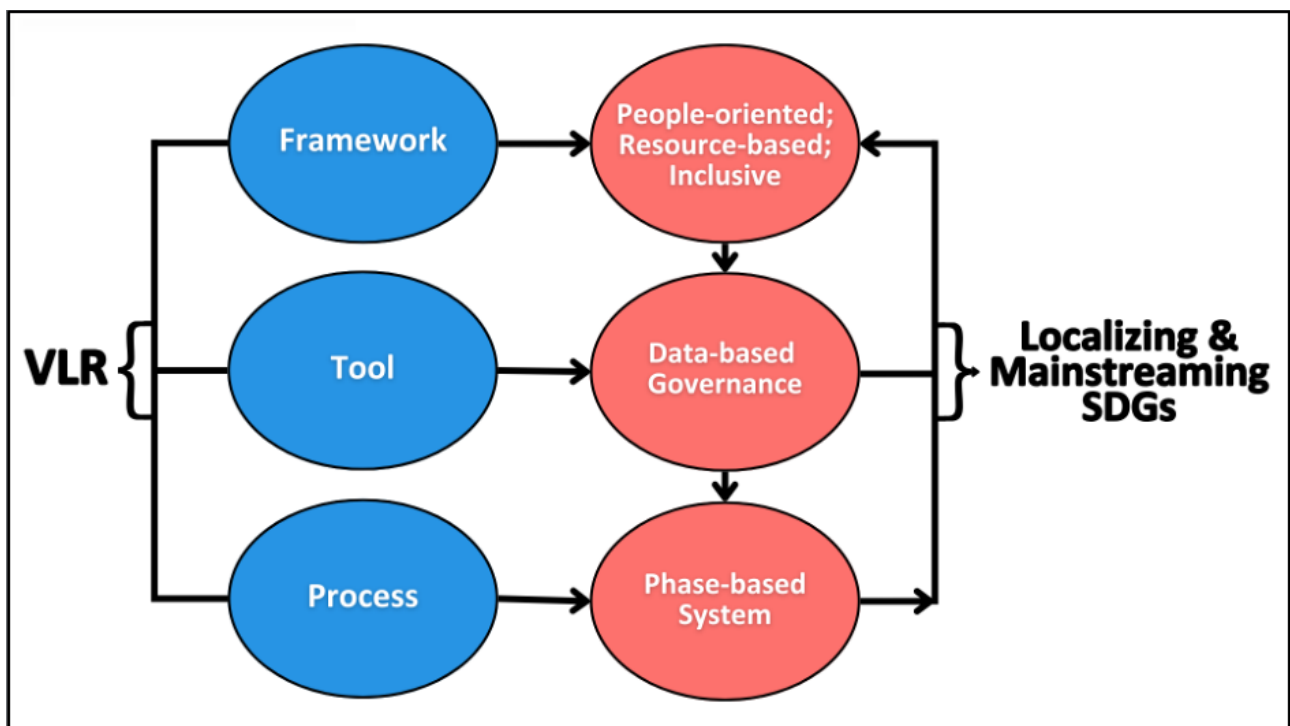 VLR
Framework
Tool
Process
People-oriented;
Resource-based;
Inclusive
Data-based
Governance
Phase-based
System
Localizing &
Mainstreaming
SDGs